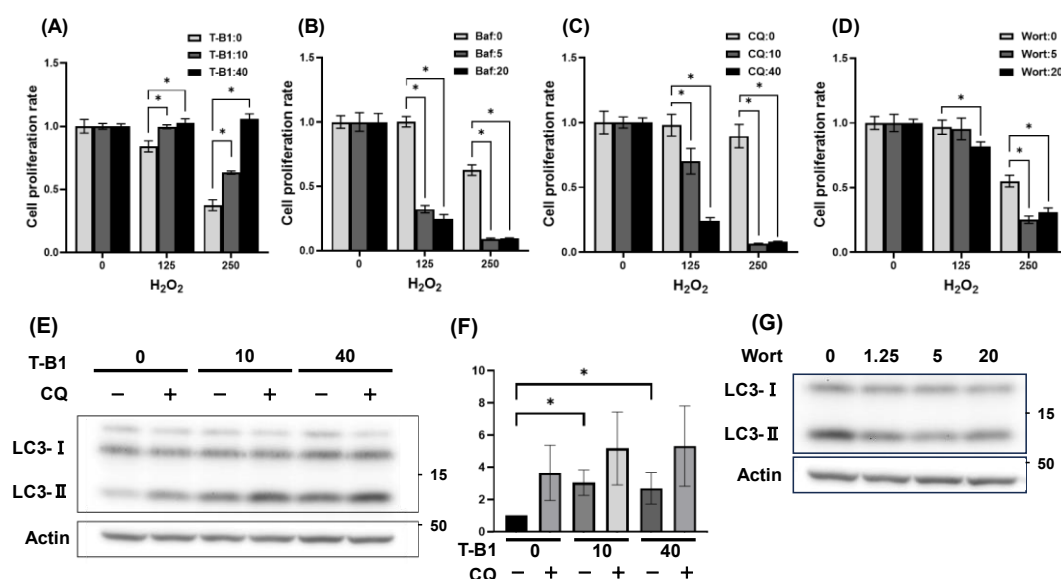 (A)
T-B1:0
T-B1:10
T-B1:40
Cell proliferation rate
1.5
1.0
0.5
0.0
* * * *
0 125 250
H₂O₂
(B)
Baf:0
Baf:5
Baf:20
Cell proliferation rate
1.5
1.0
0.5
0.0
* * * *
0 125 250
H₂O₂
(C)
CQ:0
CQ:10
CQ:40
Cell proliferation rate
1.5
1.0
0.5
0.0
* * * *
0 125 250
H₂O₂
(D)
Wort:0
Wort:5
Wort:20
Cell proliferation rate
1.5
1.0
0.5
0.0
* * *
0 125 250
H₂O₂
(E)
T-B1 0 10 40
CQ − + − + − +
LC3-Ⅰ
15
LC3-Ⅱ
50
Actin
(F)
10
8
6
4
2
0
* *
T-B1 0 10 40
CQ − + − + − +
(G)
Wort 0 1.25 5 20
LC3-Ⅰ
15
LC3-Ⅱ
50
Actin